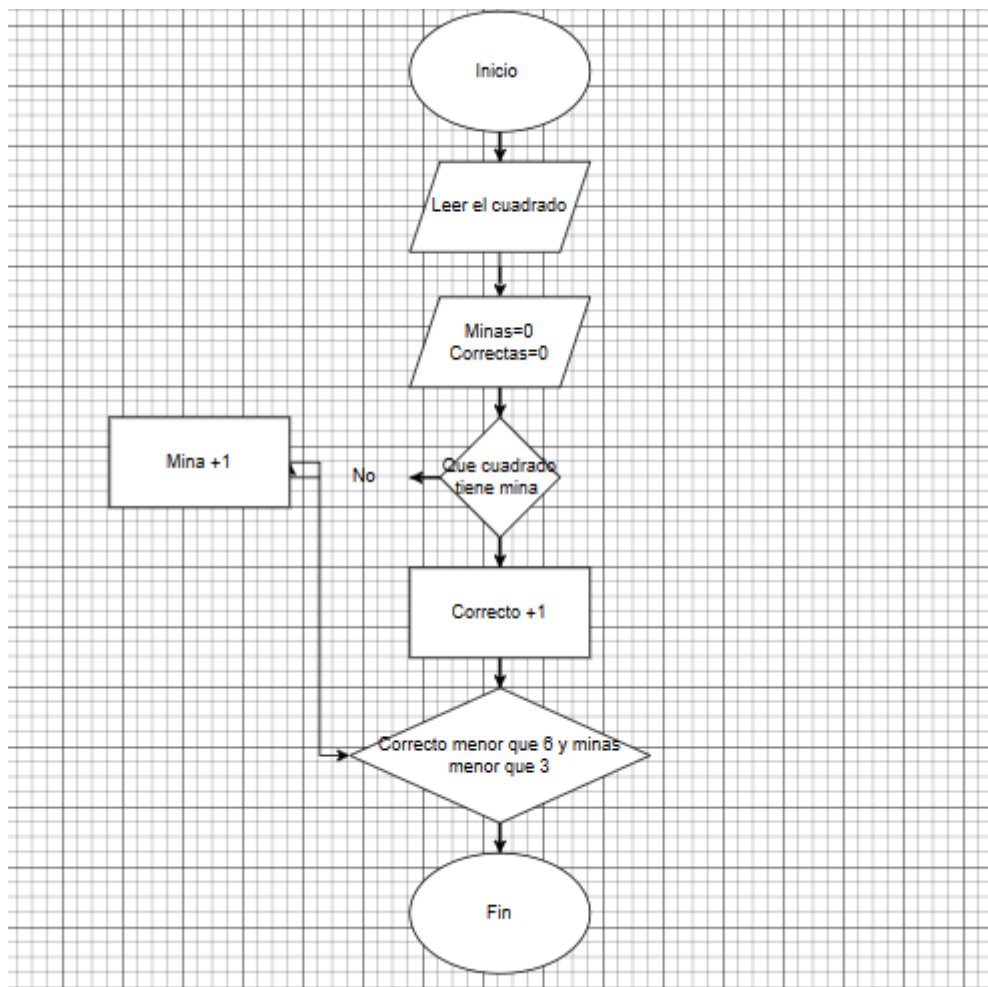 Inicio
Leer el cuadrado
Minas=0
Correctas=0
Que cuadrado
tiene mina
No
Mina +1
Correcto +1
Correcto menor que 6 y minas
menor que 3
Fin